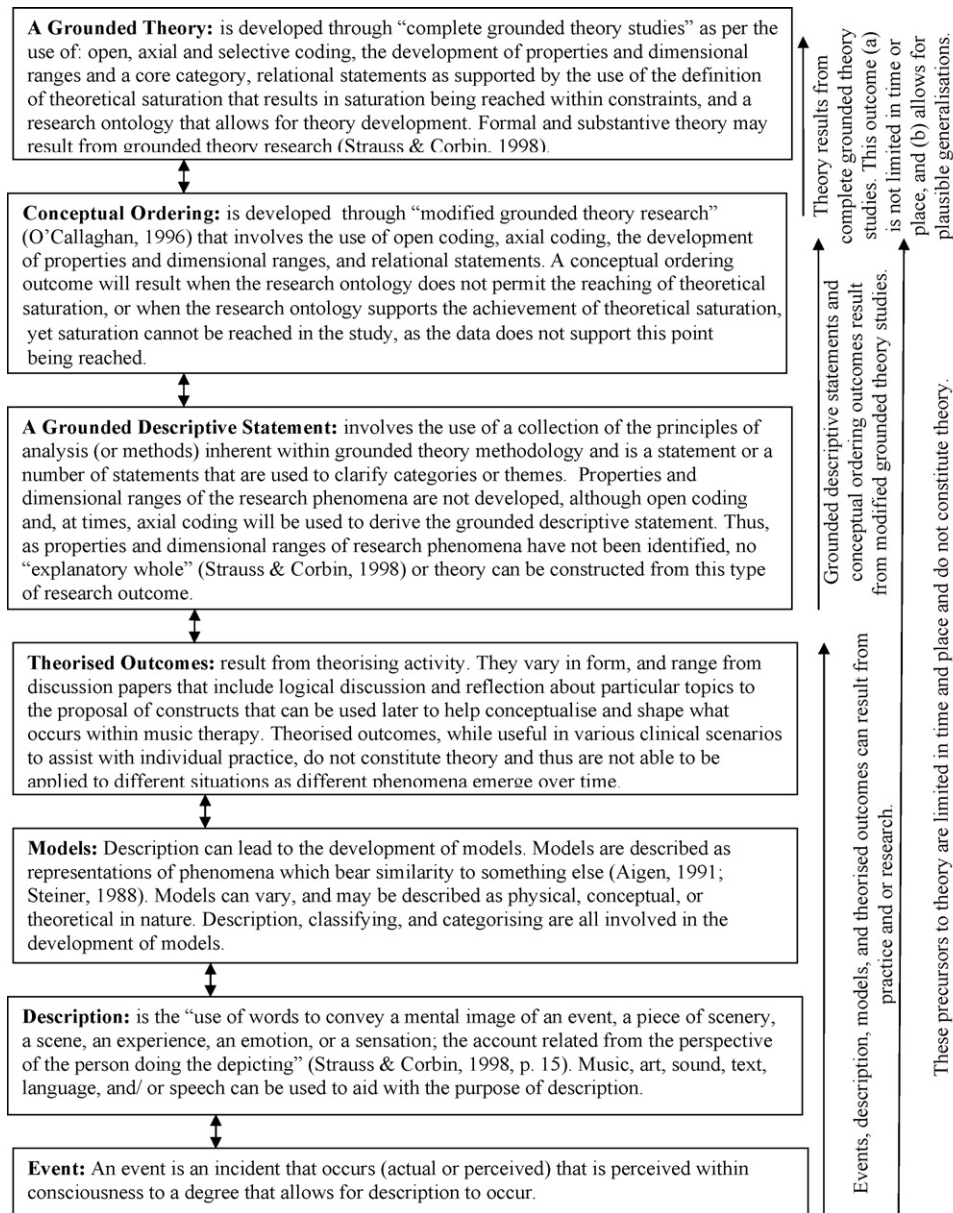 A Grounded Theory: is developed through “complete grounded theory studies” as per the
use of: open, axial and selective coding, the development of properties and dimensional
ranges and a core category, relational statements as supported by the use of the definition
of theoretical saturation that results in saturation being reached within constraints, and a
research ontology that allows for theory development. Formal and substantive theory may
result from grounded theory research (Strauss & Corbin, 1998).
Conceptual Ordering: is developed through “modified grounded theory research”
(O’Callaghan, 1996) that involves the use of open coding, axial coding, the development
of properties and dimensional ranges, and relational statements. A conceptual ordering
outcome will result when the research ontology does not permit the reaching of theoretical
saturation, or when the research ontology supports the achievement of theoretical saturation,
yet saturation cannot be reached in the study, as the data does not support this point
being reached.
A Grounded Descriptive Statement: involves the use of a collection of the principles of
analysis (or methods) inherent within grounded theory methodology and is a statement or a
number of statements that are used to clarify categories or themes. Properties and
dimensional ranges of the research phenomena are not developed, although open coding
and, at times, axial coding will be used to derive the grounded descriptive statement. Thus,
as properties and dimensional ranges of research phenomena have not been identified, no
“explanatory whole” (Strauss & Corbin, 1998) or theory can be constructed from this type
of research outcome.
Theorised Outcomes: result from theorising activity. They vary in form, and range from
discussion papers that include logical discussion and reflection about particular topics to
the proposal of constructs that can be used later to help conceptualise and shape what
occurs within music therapy. Theorised outcomes, while useful in various clinical scenarios
to assist with individual practice, do not constitute theory and thus are not able to be
applied to different situations as different phenomena emerge over time.
Models: Description can lead to the development of models. Models are described as
representations of phenomena which bear similarity to something else (Aigen, 1991;
Steiner, 1988). Models can vary, and may be described as physical, conceptual, or
theoretical in nature. Description, classifying, and categorising are all involved in the
development of models.
Description: is the “use of words to convey a mental image of an event, a piece of scenery,
a scene, an experience, an emotion, or a sensation; the account related from the
perspective of the person doing the depicting” (Strauss & Corbin, 1998, p. 15). Music, art, sound, text,
language, and/ or speech can be used to aid with the purpose of description.
Event: An event is an incident that occurs (actual or perceived) that is perceived within
consciousness to a degree that allows for description to occur.
Theory results from
complete grounded theory
studies. This outcome (a)
is not limited in time or
place, and (b) allows for
plausible generalisations.
Grounded descriptive statements and
conceptual ordering outcomes result
from modified grounded theory studies.
Events, description, models, and theorised outcomes can result from
practice and or research.
These precursors to theory are limited in time and place and do not constitute theory.